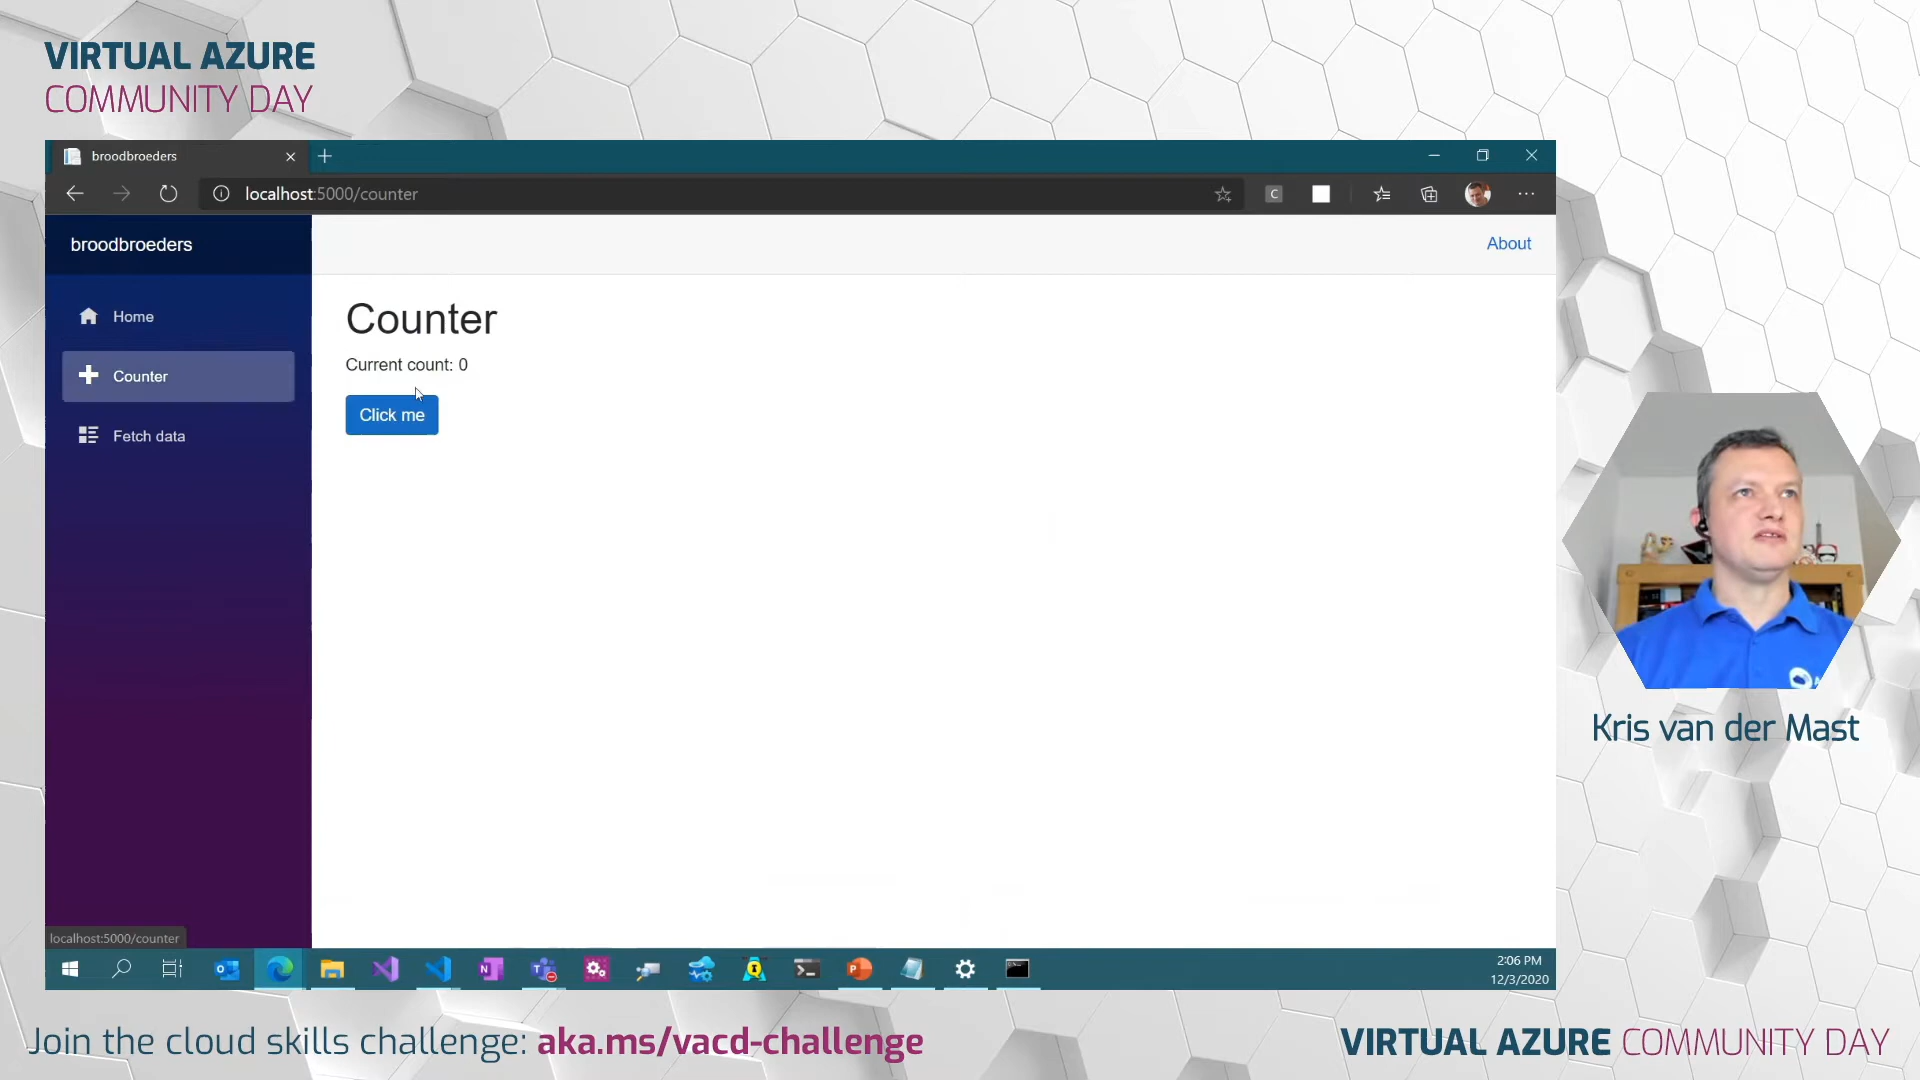 VIRTUAL AZURE
COMMUNITY DAY
broodbroeders
localhost:5000/counter
C
broodbroeders
About
Home
Counter
Fetch data
Counter
Current count: 0
Click me
Kris van der Mast
localhost:5000/counter
2:06 PM
12/3/2020
Join the cloud skills challenge: aka.ms/vacd-challenge
VIRTUAL AZURE COMMUNITY DAY